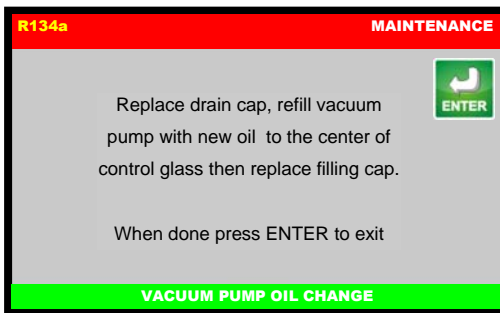 R134a MAINTENANCE
ENTER
Replace drain cap, refill vacuum
pump with new oil to the center of
control glass then replace filling cap.
When done press ENTER to exit
VACUUM PUMP OIL CHANGE